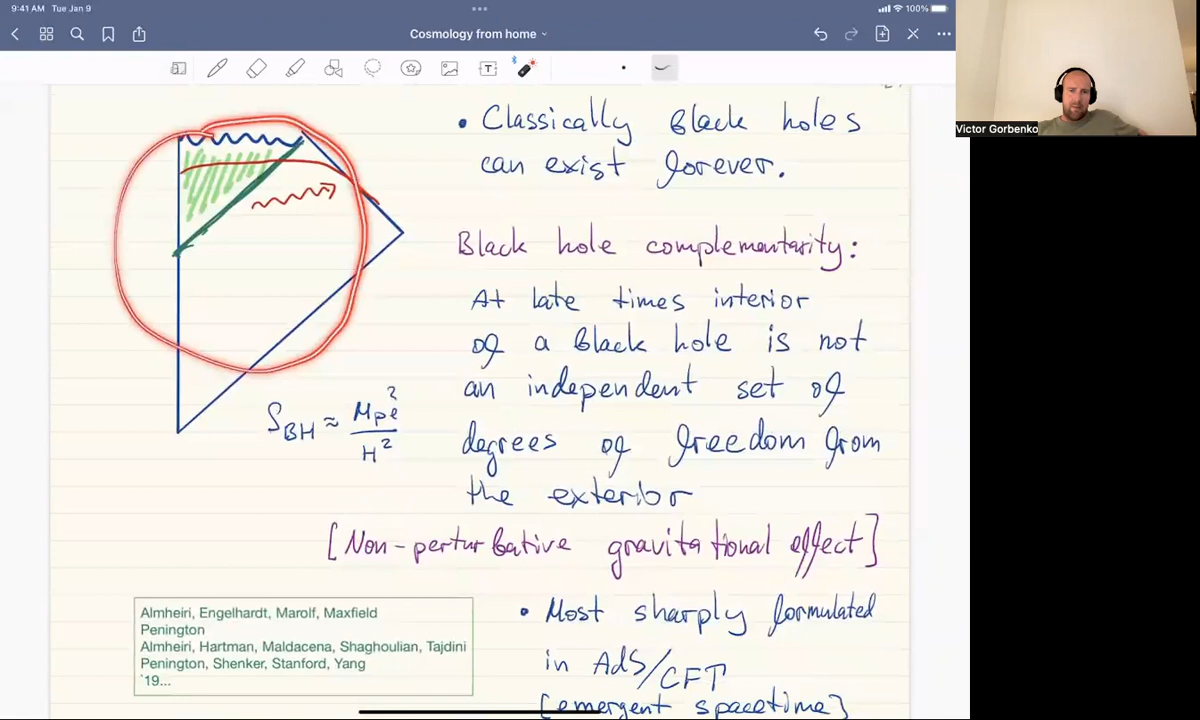 9:41 AM Tue Jan 9
100%
Cosmology from home
Victor Gorbenko
• Classically Black holes
can exist forever.
Black hole complementarity:
At late times interior
of a Black hole is not
an independent set of
degrees of freedom from
the exterior
S_BH ≈ M_pl^2 / H^2
[Non-perturbative gravitational effect]
Almheiri, Engelhardt, Marolf, Maxfield
Penington
Almheiri, Hartman, Maldacena, Shaghoulian, Tajdini
Penington, Shenker, Stanford, Yang
'19...
• Most sharply formulated
in AdS/CFT
[emergent spacetime]